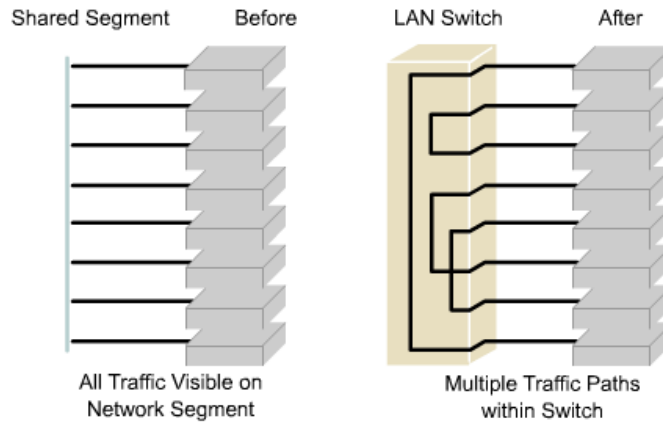 Shared Segment
Before
LAN Switch
After
All Traffic Visible on
Network Segment
Multiple Traffic Paths
within Switch